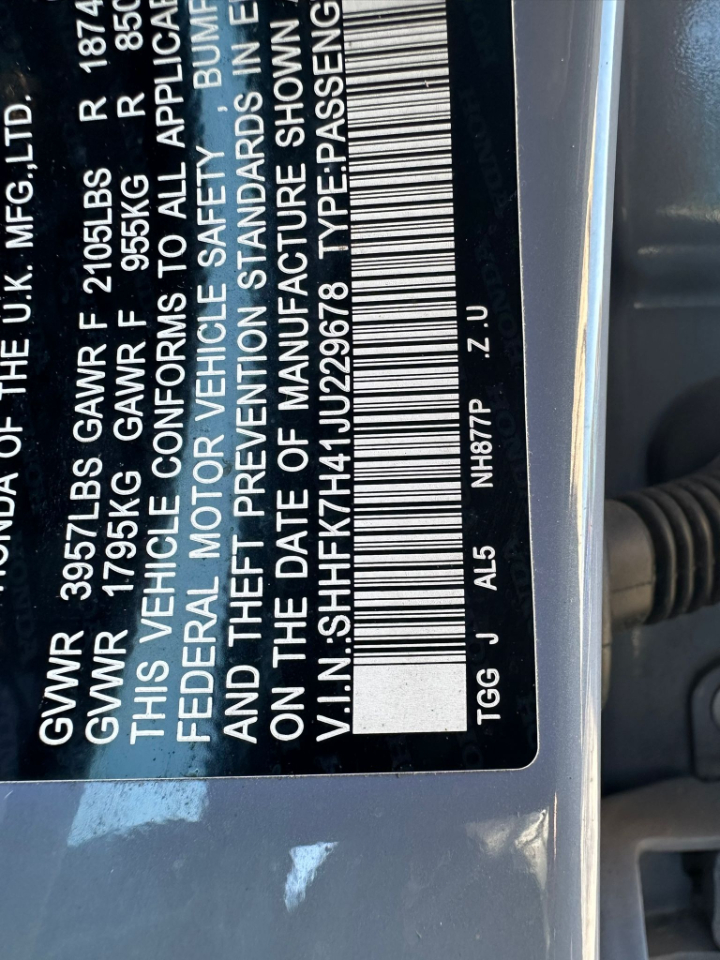 HONDA OF THE U.K. MFG.,LTD.
GVWR 3957LBS GAWR F 2105LBS R 1874
GVWR 1795KG GAWR F 955KG R 850
THIS VEHICLE CONFORMS TO ALL APPLICAB
FEDERAL MOTOR VEHICLE SAFETY , BUMP
AND THEFT PREVENTION STANDARDS IN E
ON THE DATE OF MANUFACTURE SHOWN
V.I.N.:SHHFK7H41JU229678 TYPE:PASSENG
TGG J AL5 NH877P .Z .U